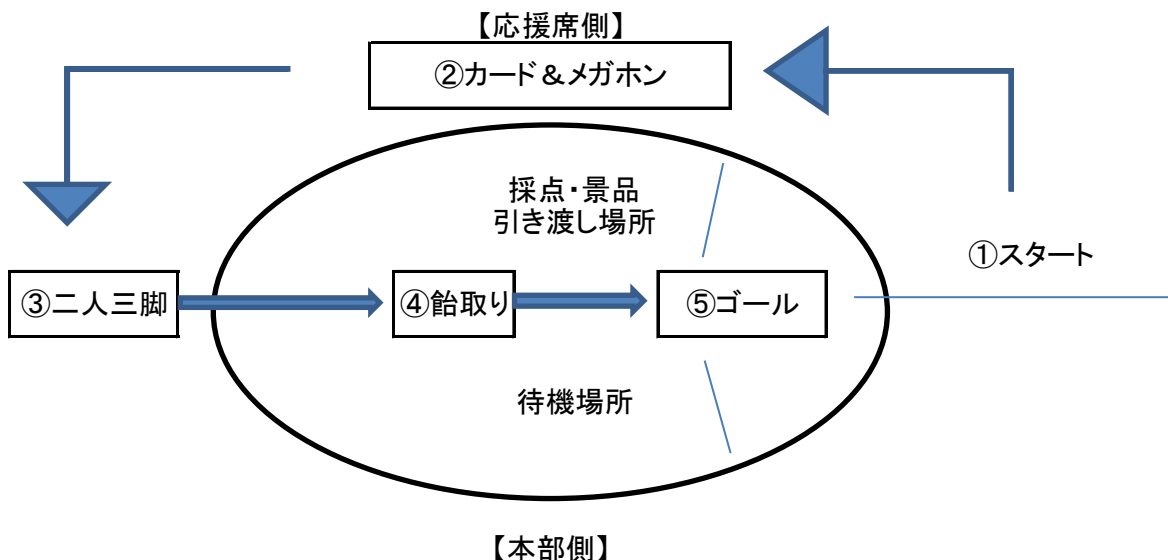 【応援席側】
②カード＆メガホン
採点・景品
引き渡し場所
①スタート
③二人三脚
④飴取り
⑤ゴール
待機場所
【本部側】